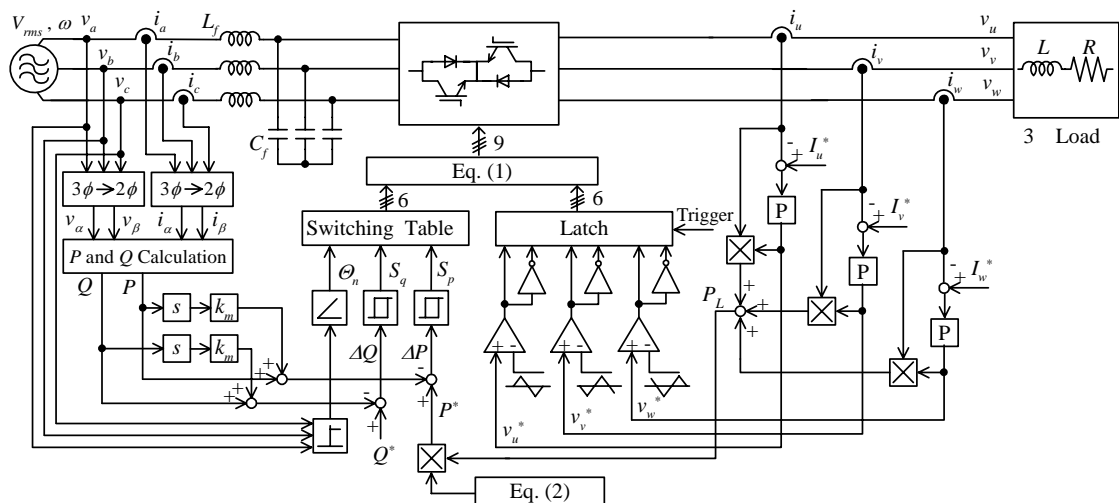 V_rms, ω
v_a
i_a
L_f
v_b
i_b
v_c
i_c
C_f
i_u
v_u
i_v
v_v
i_w
v_w
L
R
3 Load
9
Eq. (1)
6
6
3ϕ→2ϕ
3ϕ→2ϕ
v_α
v_β
i_α
i_β
P and Q Calculation
Q
P
s
k_m
s
k_m
Switching Table
Θ_n
S_q
S_p
ΔQ
ΔP
Latch
Trigger
- + I_u*
P
- + I_v*
P
- + I_w*
P
P_L
+
+
+
+ -
+ -
+ -
+
+
+
+
-
-
+
+
P*
Q*
v_u*
v_v*
v_w*
Eq. (2)